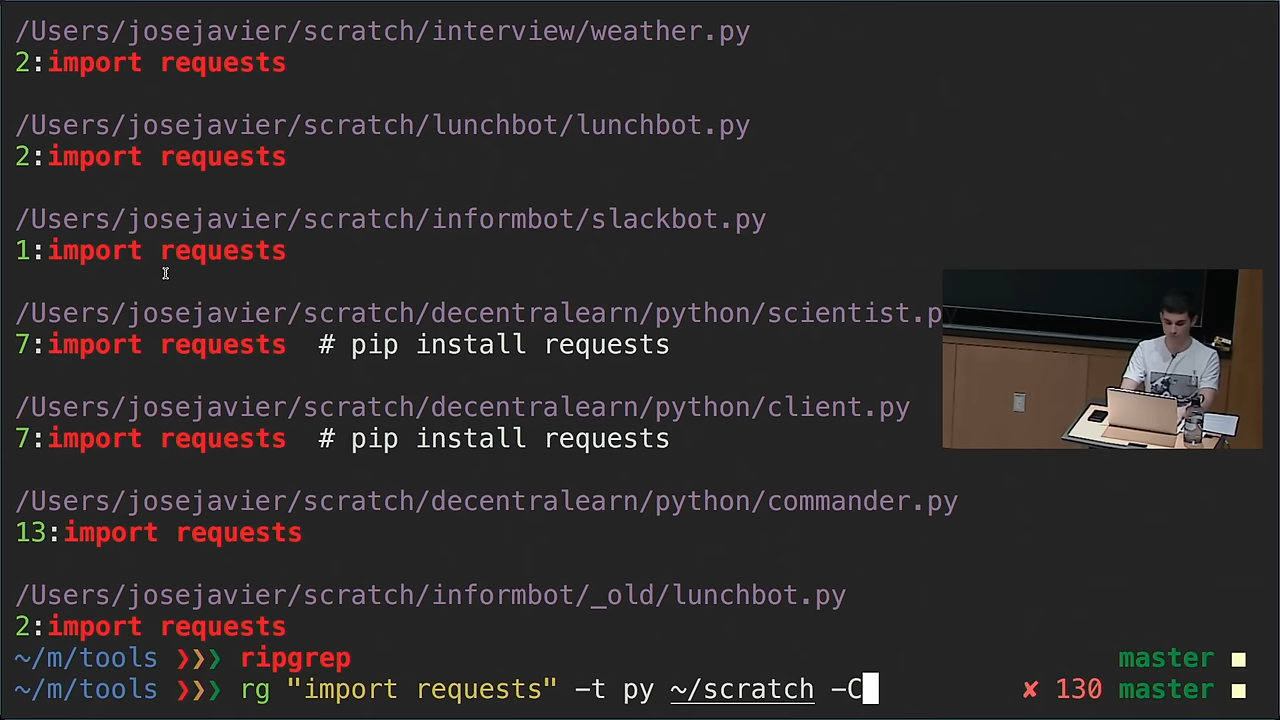 /Users/josejavier/scratch/interview/weather.py
2:import requests
/Users/josejavier/scratch/lunchbot/lunchbot.py
2:import requests
/Users/josejavier/scratch/informbot/slackbot.py
1:import requests
/Users/josejavier/scratch/decentralearn/python/scientist.py
7:import requests  # pip install requests
/Users/josejavier/scratch/decentralearn/python/client.py
7:import requests  # pip install requests
/Users/josejavier/scratch/decentralearn/python/commander.py
13:import requests
/Users/josejavier/scratch/informbot/_old/lunchbot.py
2:import requests
~/m/tools ❯❯❯ ripgrep master ■
~/m/tools ❯❯❯ rg "import requests" -t py ~/scratch -C ✘ 130 master ■